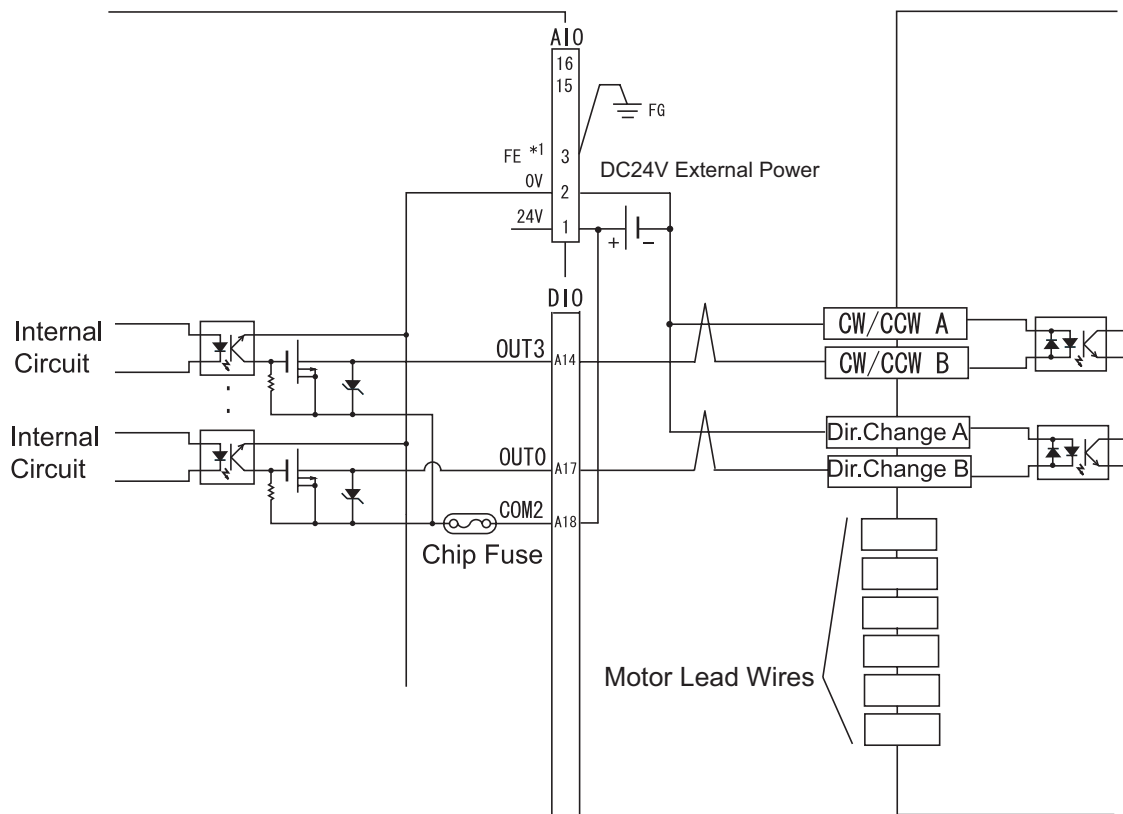 AIO
16
15
FG
FE *1
3
DC24V External Power
0V
2
24V
1
+
−
DIO
Internal
Circuit
OUT3
A14
CW/CCW A
CW/CCW B
Internal
Circuit
OUT0
A17
Dir.Change A
Dir.Change B
COM2
A18
Chip Fuse
Motor Lead Wires